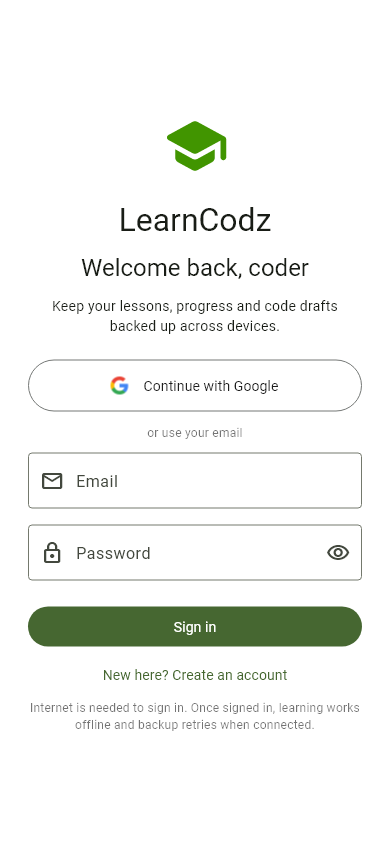 LearnCodz
Welcome back, coder
Keep your lessons, progress and code drafts
backed up across devices.
Continue with Google
or use your email
Email
Password
Sign in
New here? Create an account
Internet is needed to sign in. Once signed in, learning works
offline and backup retries when connected.